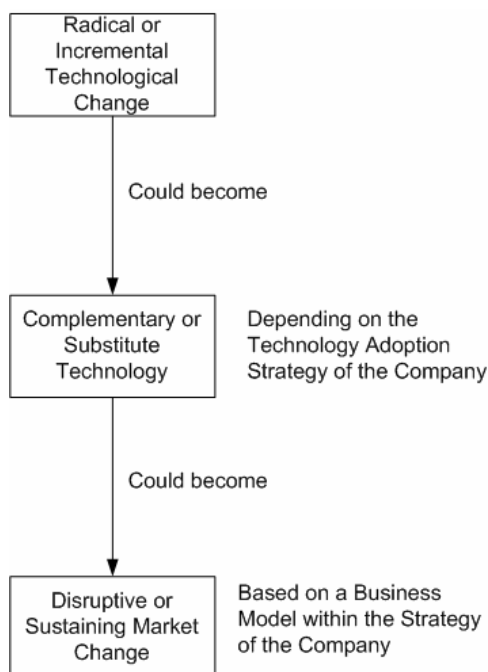 Radical or
Incremental
Technological
Change
Could become
Complementary or
Substitute
Technology
Depending on the
Technology Adoption
Strategy of the Company
Could become
Disruptive or
Sustaining Market
Change
Based on a Business
Model within the Strategy
of the Company